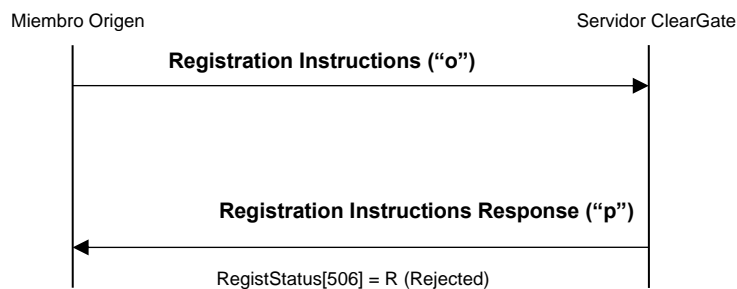 Miembro Origen
Servidor ClearGate
Registration Instructions (“o”)
Registration Instructions Response (“p”)
RegistStatus[506] = R (Rejected)